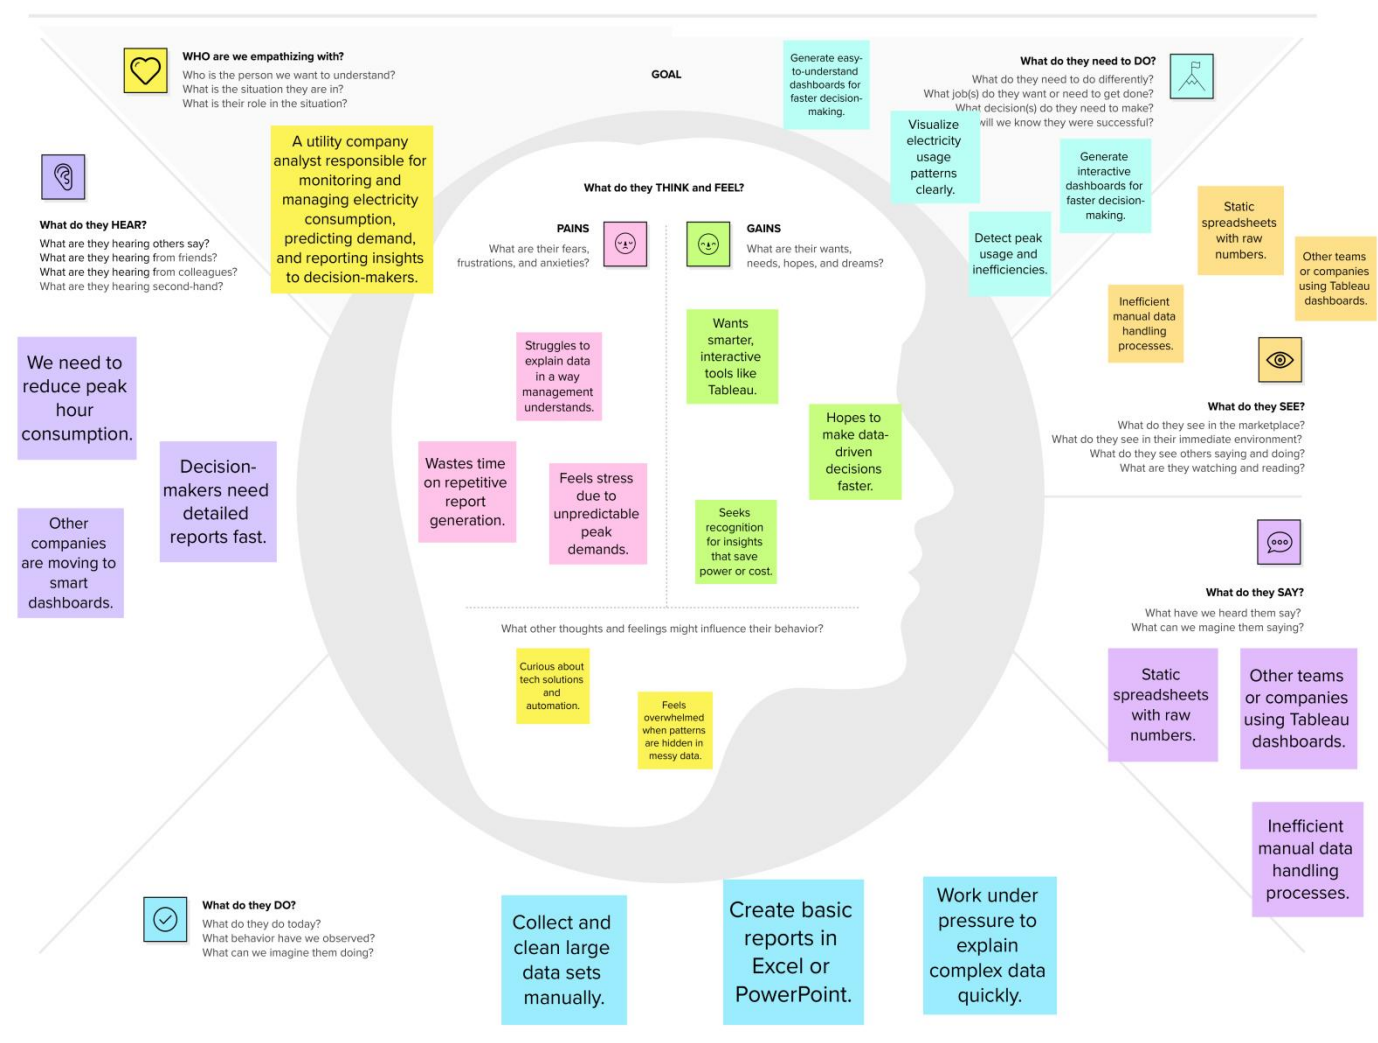 WHO are we empathizing with?
Who is the person we want to understand?
What is the situation they are in?
What is their role in the situation?
A utility company
analyst responsible for
monitoring and
managing electricity
consumption,
predicting demand,
and reporting insights
to decision-makers.
GOAL
Generate easy-
to-understand
dashboards for
faster decision-
making.
What do they need to DO?
What do they need to do differently?
What job(s) do they want or need to get done?
What decision(s) do they need to make?
will we know they were successful?
Visualize
electricity
usage
patterns
clearly.
Generate
interactive
dashboards for
faster decision-
making.
Detect peak
usage and
inefficiencies.
Static
spreadsheets
with raw
numbers.
Other teams
or companies
using Tableau
dashboards.
Inefficient
manual data
handling
processes.
What do they SEE?
What do they see in the marketplace?
What do they see in their immediate environment?
What do they see others saying and doing?
What are they watching and reading?
What do they SAY?
What have we heard them say?
What can we magine them saying?
Static
spreadsheets
with raw
numbers.
Other teams
or companies
using Tableau
dashboards.
Inefficient
manual data
handling
processes.
What do they DO?
What do they do today?
What behavior have we observed?
What can we imagine them doing?
Collect and
clean large
data sets
manually.
Create basic
reports in
Excel or
PowerPoint.
Work under
pressure to
explain
complex data
quickly.
What do they HEAR?
What are they hearing others say?
What are they hearing from friends?
What are they hearing from colleagues?
What are they hearing second-hand?
We need to
reduce peak
hour
consumption.
Decision-
makers need
detailed
reports fast.
Other
companies
are moving to
smart
dashboards.
What do they THINK and FEEL?
PAINS
What are their fears,
frustrations, and anxieties?
Struggles to
explain data
in a way
management
understands.
Wastes time
on repetitive
report
generation.
Feels stress
due to
unpredictable
peak
demands.
GAINS
What are their wants,
needs, hopes, and dreams?
Wants
smarter,
interactive
tools like
Tableau.
Hopes to
make data-
driven
decisions
faster.
Seeks
recognition
for insights
that save
power or cost.
What other thoughts and feelings might influence their behavior?
Curious about
tech solutions
and
automation.
Feels
overwhelmed
when patterns
are hidden in
messy data.